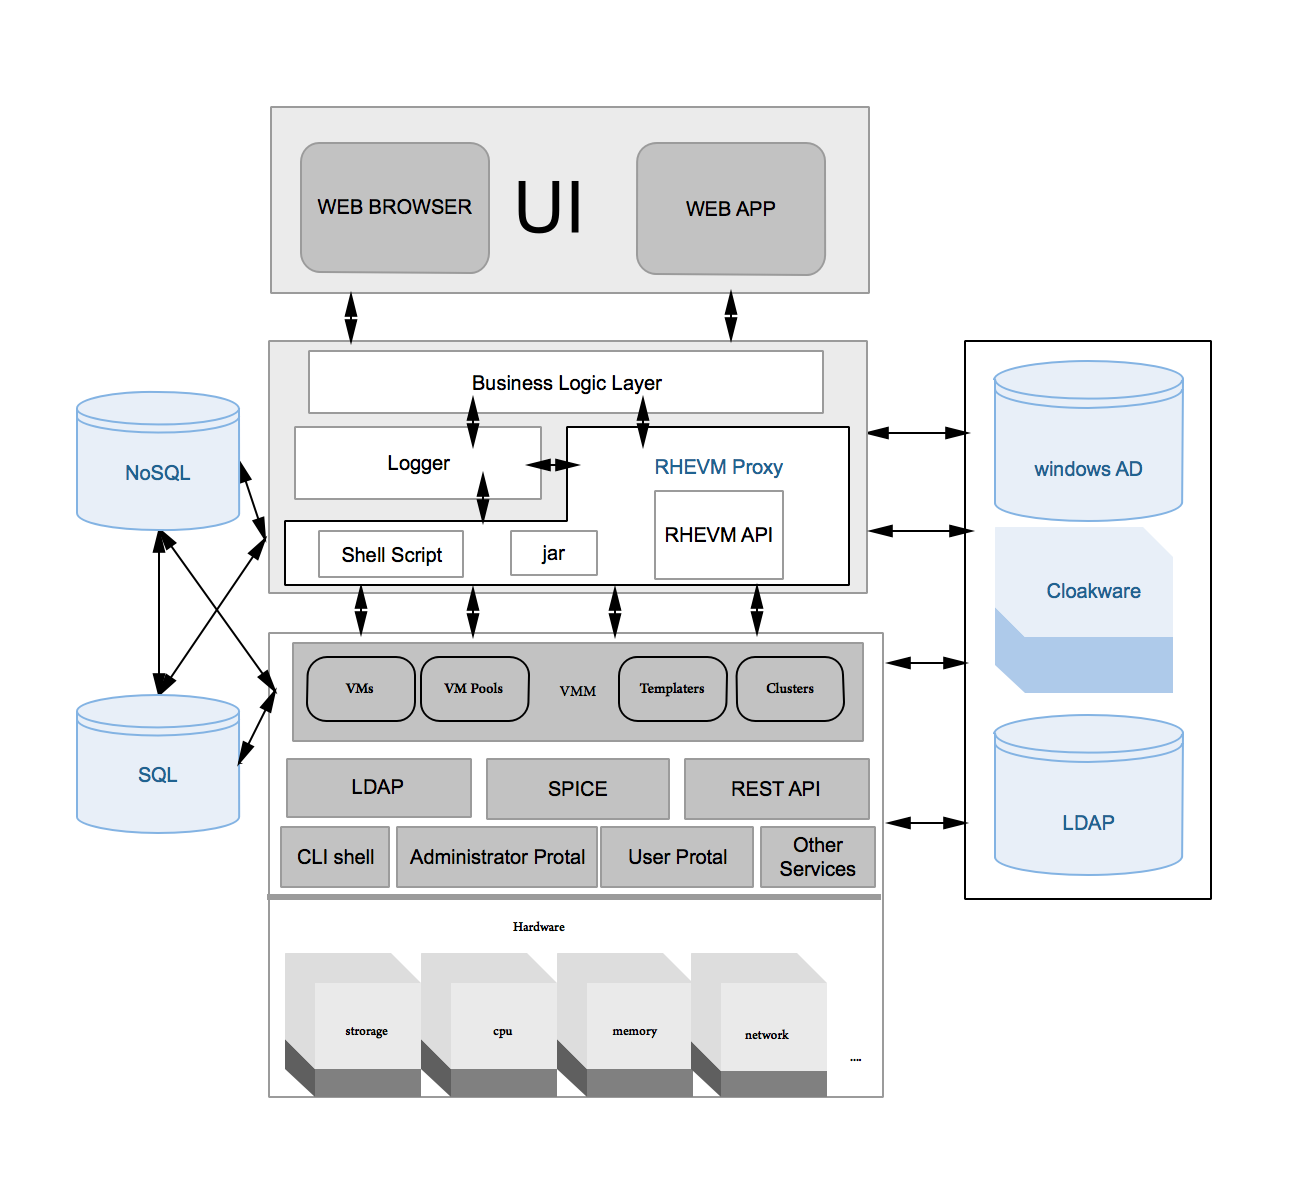 WEB BROWSER
UI
WEB APP
Business Logic Layer
Logger
RHEVM Proxy
RHEVM API
Shell Script
jar
NoSQL
SQL
windows AD
Cloakware
LDAP
VMs
VM Pools
VMM
Templaters
Clusters
LDAP
SPICE
REST API
CLI shell
Administrator Protal
User Protal
Other
Services
Hardware
strorage
cpu
memory
network
....